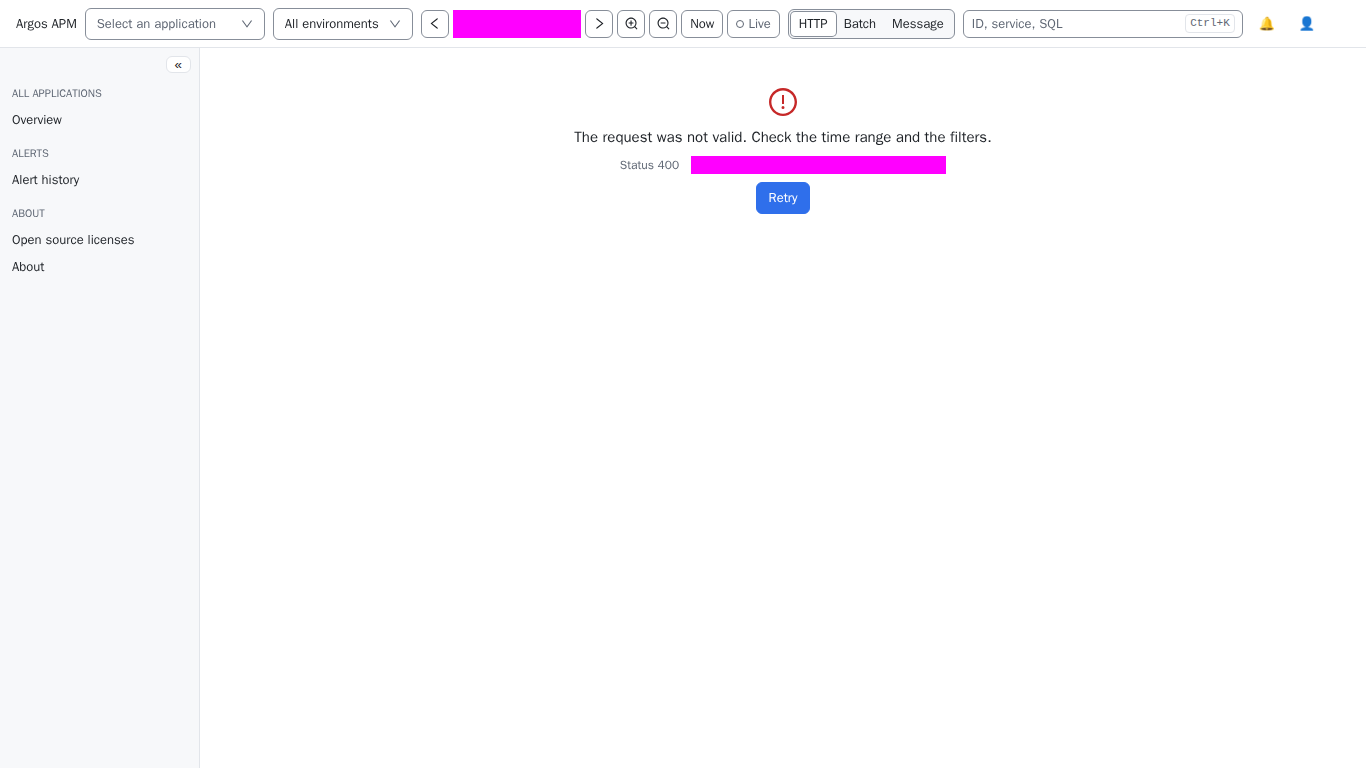 Argos APM Select an application All environments Now Live HTTP Batch Message ID, service, SQL Ctrl+K
«
ALL APPLICATIONS
Overview
ALERTS
Alert history
ABOUT
Open source licenses
About
The request was not valid. Check the time range and the filters.
Status 400
Retry